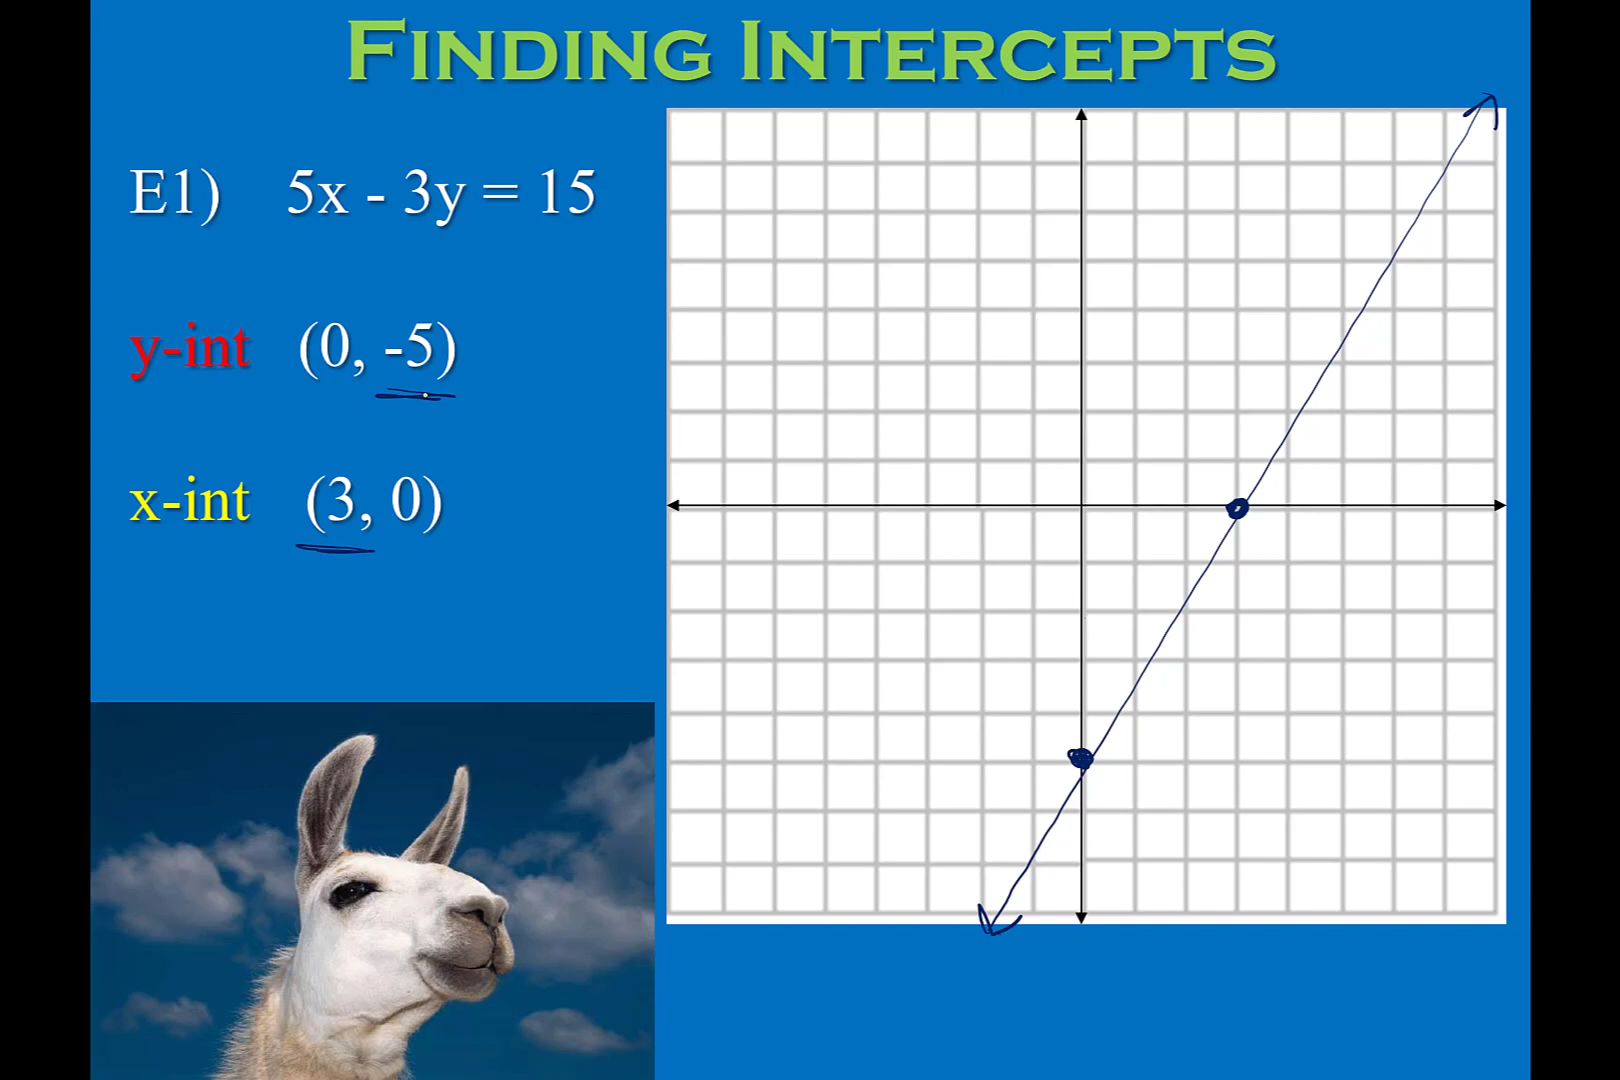 Finding Intercepts
E1) 5x - 3y = 15
y-int (0, -5)
x-int (3, 0)